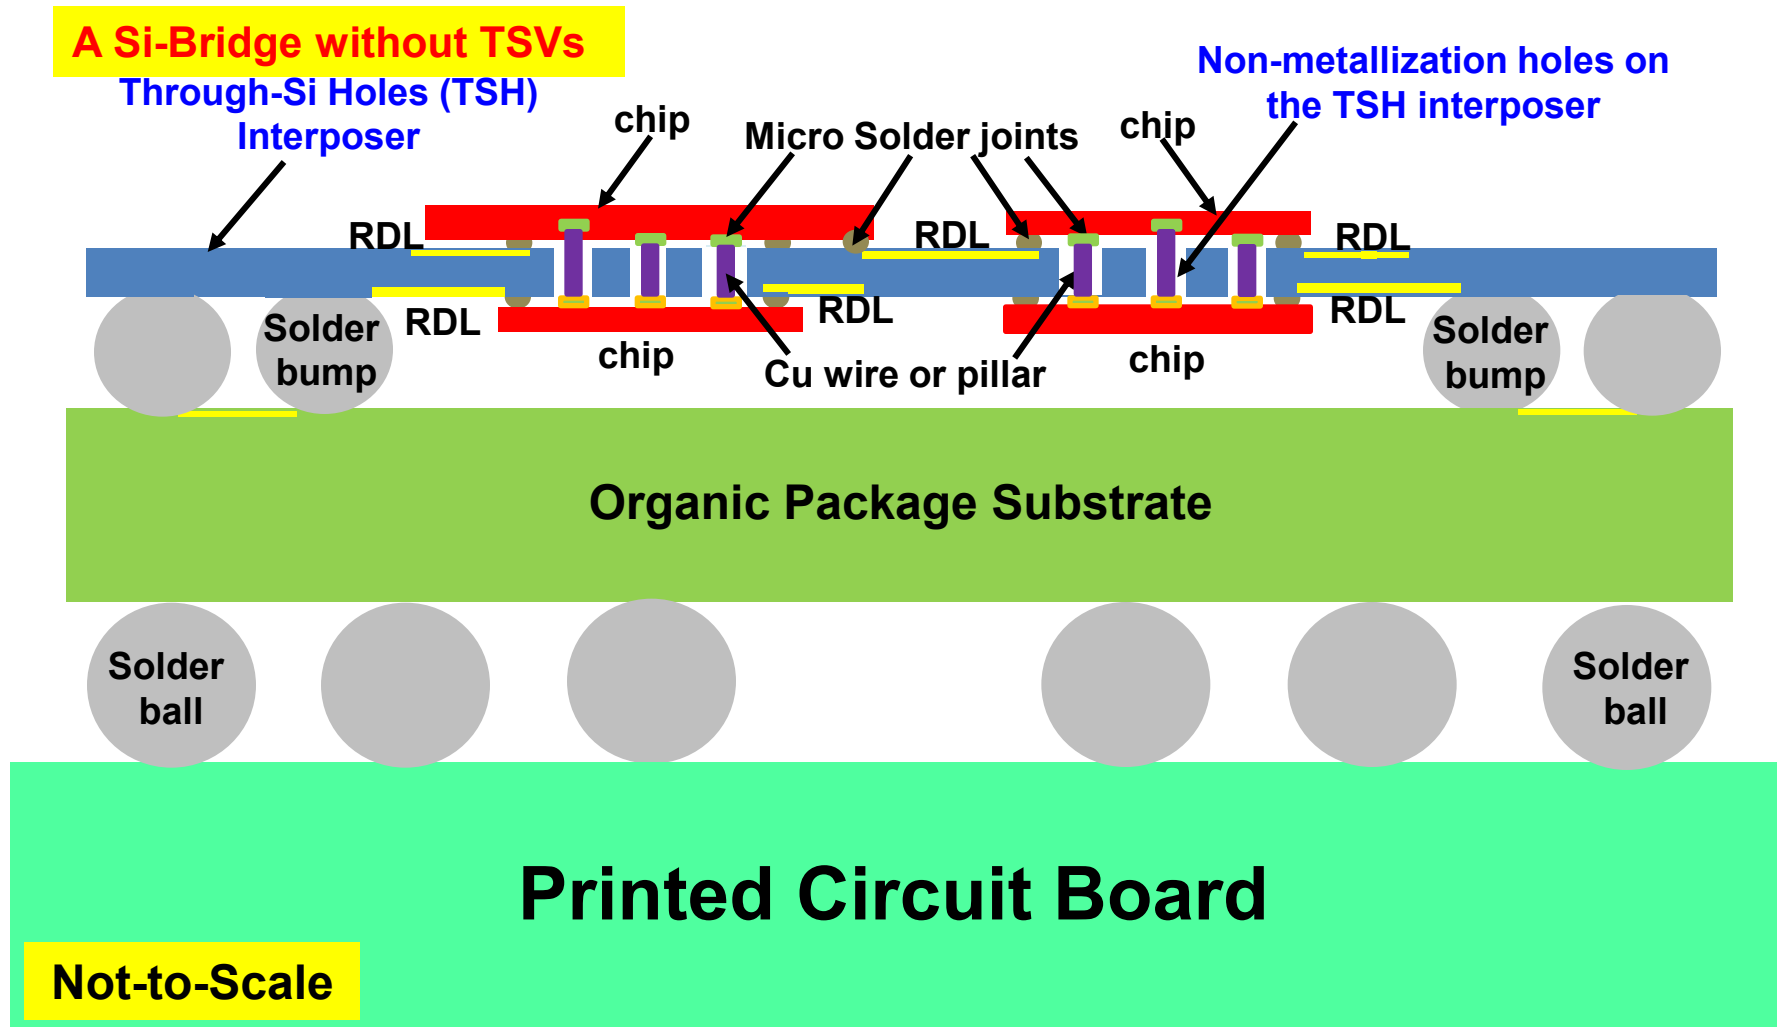 A Si-Bridge without TSVs
Through-Si Holes (TSH)
Interposer
Non-metallization holes on
the TSH interposer
chip
Micro Solder joints
chip
RDL
RDL
RDL
RDL
RDL
RDL
Solder
bump
chip
Cu wire or pillar
chip
Solder
bump
Organic Package Substrate
Solder
ball
Solder
ball
Printed Circuit Board
Not-to-Scale